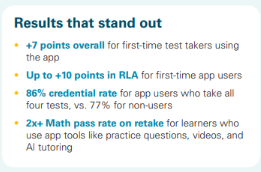 Results that stand out
• +7 points overall for first-time test takers using
the app
• Up to +10 points in RLA for first-time app users
• 86% credential rate for app users who take all
four tests, vs. 77% for non-users
• 2x+ Math pass rate on retake for learners who
use app tools like practice questions, videos, and
AI tutoring